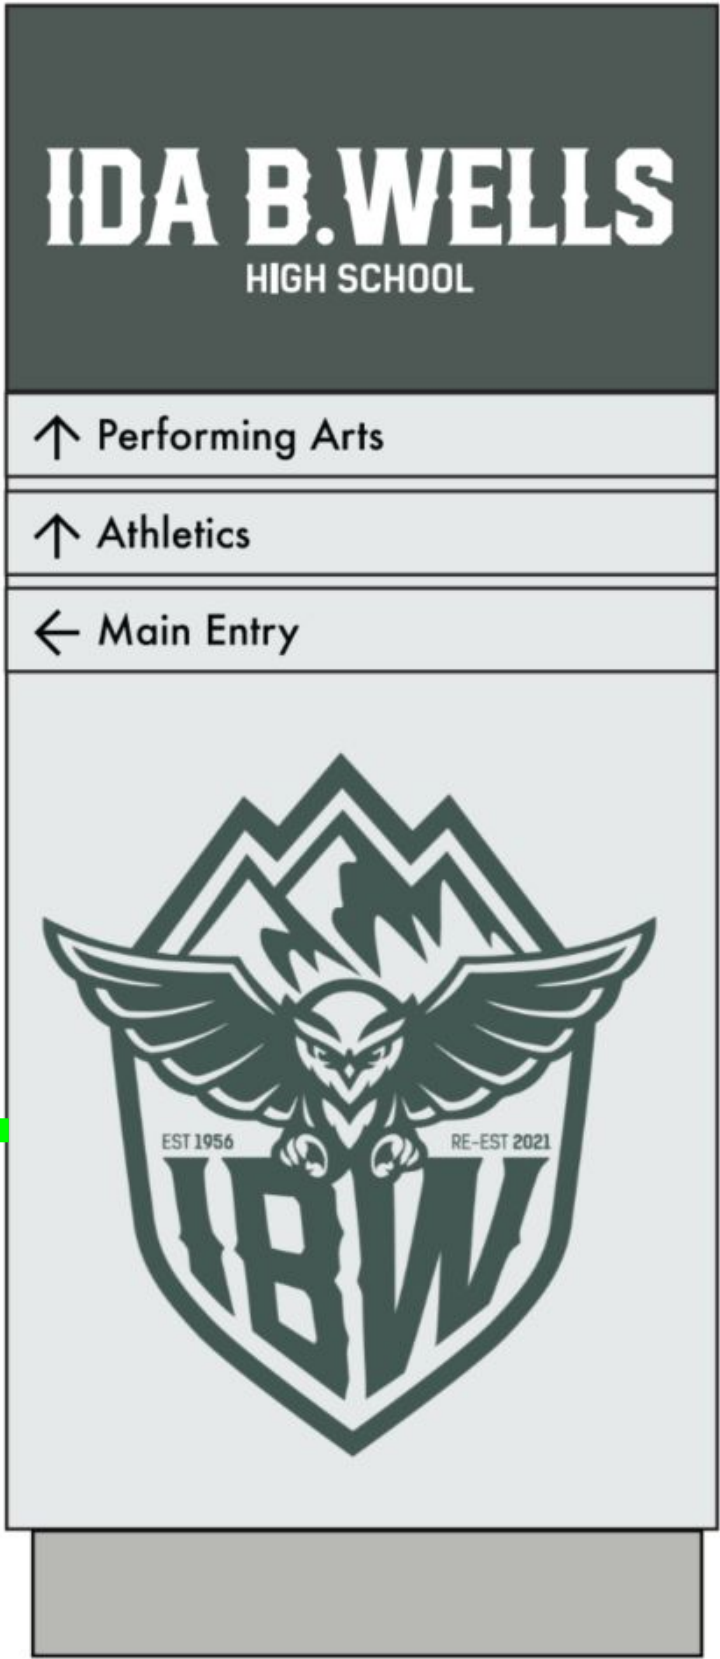 IDA B.WELLS
HIGH SCHOOL
↑ Performing Arts
↑ Athletics
← Main Entry
EST 1956
RE-EST 2021
IBW